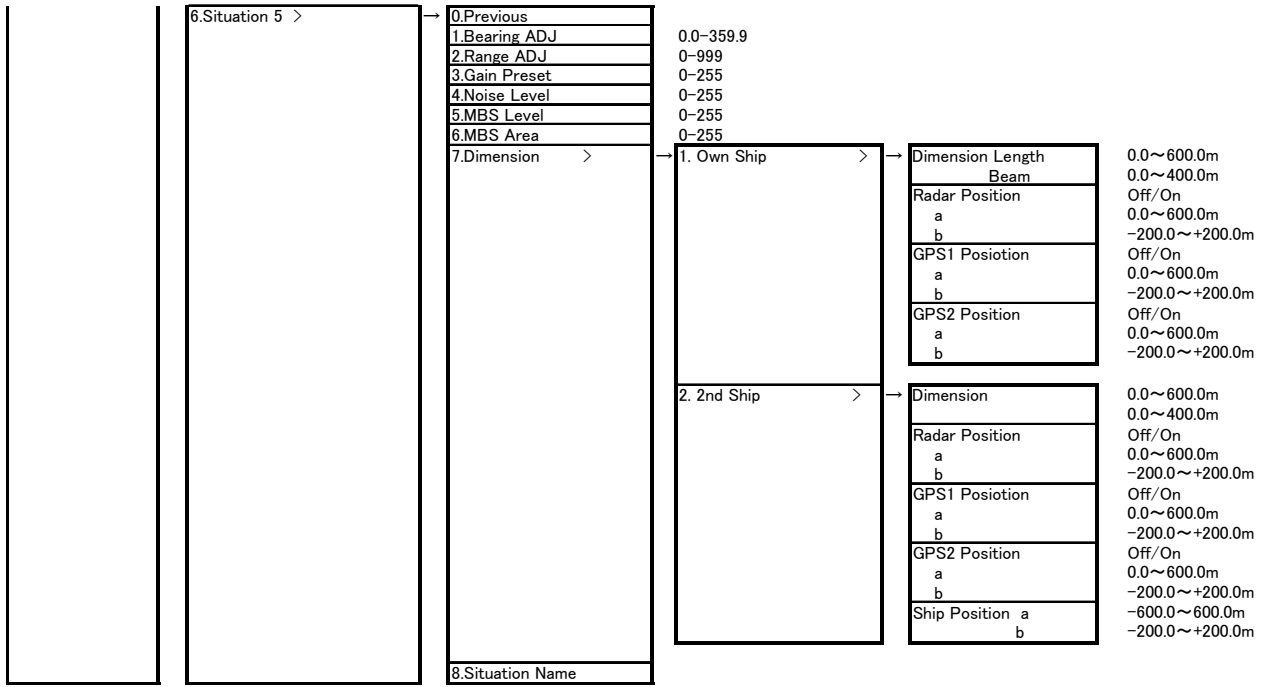 6.Situation 5 > → 0.Previous
1.Bearing ADJ 0.0-359.9
2.Range ADJ 0-999
3.Gain Preset 0-255
4.Noise Level 0-255
5.MBS Level 0-255
6.MBS Area 0-255
7.Dimension > → 1. Own Ship > → Dimension Length 0.0～600.0m
Beam 0.0～400.0m
Radar Position Off/On
a 0.0～600.0m
b -200.0～+200.0m
GPS1 Posiotion Off/On
a 0.0～600.0m
b -200.0～+200.0m
GPS2 Position Off/On
a 0.0～600.0m
b -200.0～+200.0m
2. 2nd Ship > → Dimension 0.0～600.0m
0.0～400.0m
Radar Position Off/On
a 0.0～600.0m
b -200.0～+200.0m
GPS1 Posiotion Off/On
a 0.0～600.0m
b -200.0～+200.0m
GPS2 Position Off/On
a 0.0～600.0m
b -200.0～+200.0m
Ship Position a -600.0～600.0m
b -200.0～+200.0m
8.Situation Name